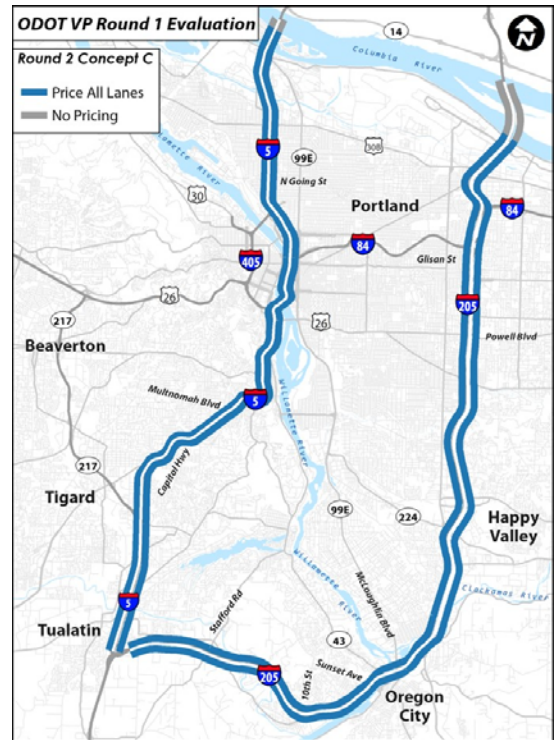 ODOT VP Round 1 Evaluation
Round 2 Concept C
Price All Lanes
No Pricing
14
N
Columbia River
5
99E
30B
N Going St
Willamette River
30
Portland
84
405
84
Glisan St
26
217
26
205
Beaverton
Powell Blvd
Multnomah Blvd
5
Willamette River
217
Capitol Hwy
Tigard
99E
224
Happy
Valley
Willamette River
McLoughlin Blvd
Clackamas River
5
Stafford Rd
Tualatin
43
205
10th St
Sunset Ave
Oregon
City